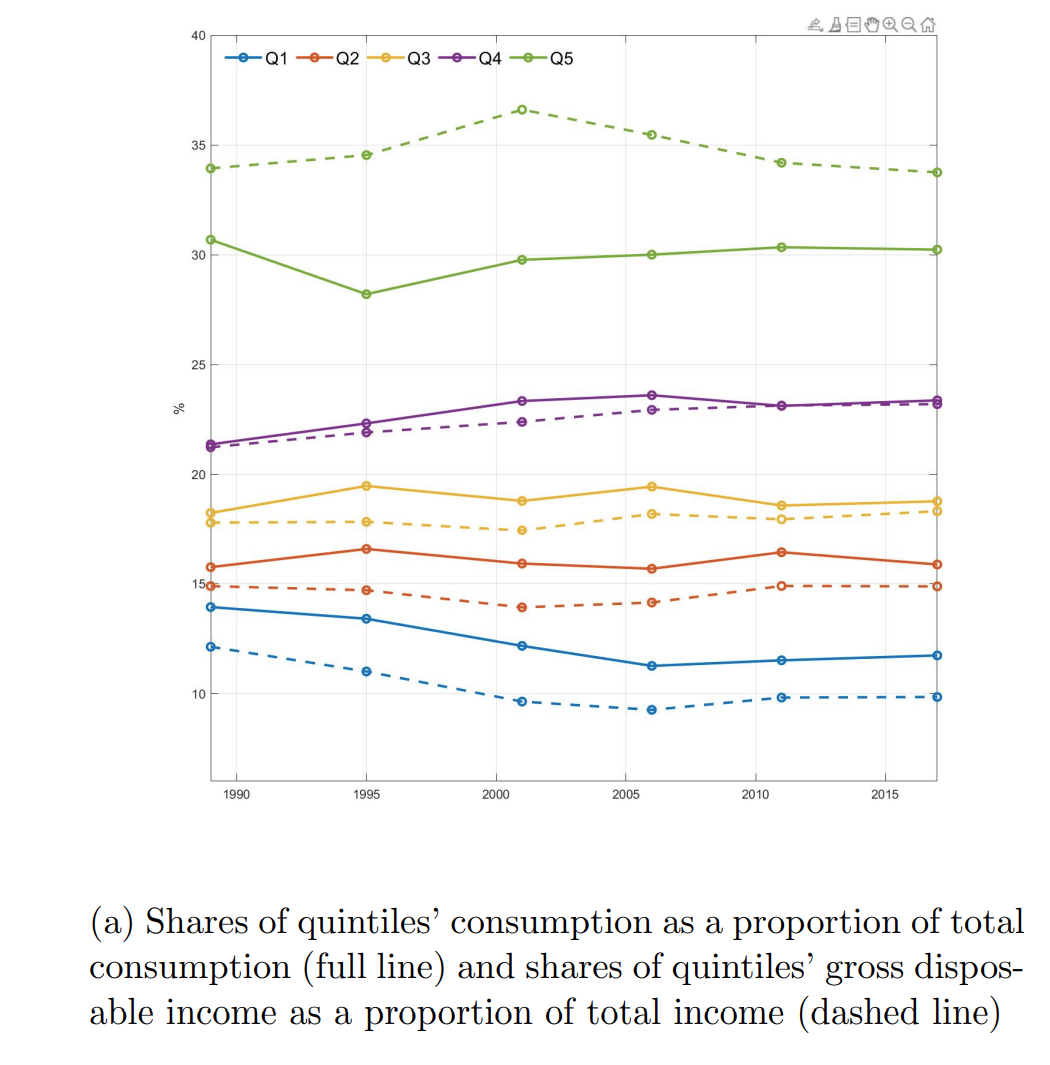 40
Q1 Q2 Q3 Q4 Q5
35
30
25
%
20
15
10
1990 1995 2000 2005 2010 2015
(a) Shares of quintiles’ consumption as a proportion of total
consumption (full line) and shares of quintiles’ gross dispos-
able income as a proportion of total income (dashed line)